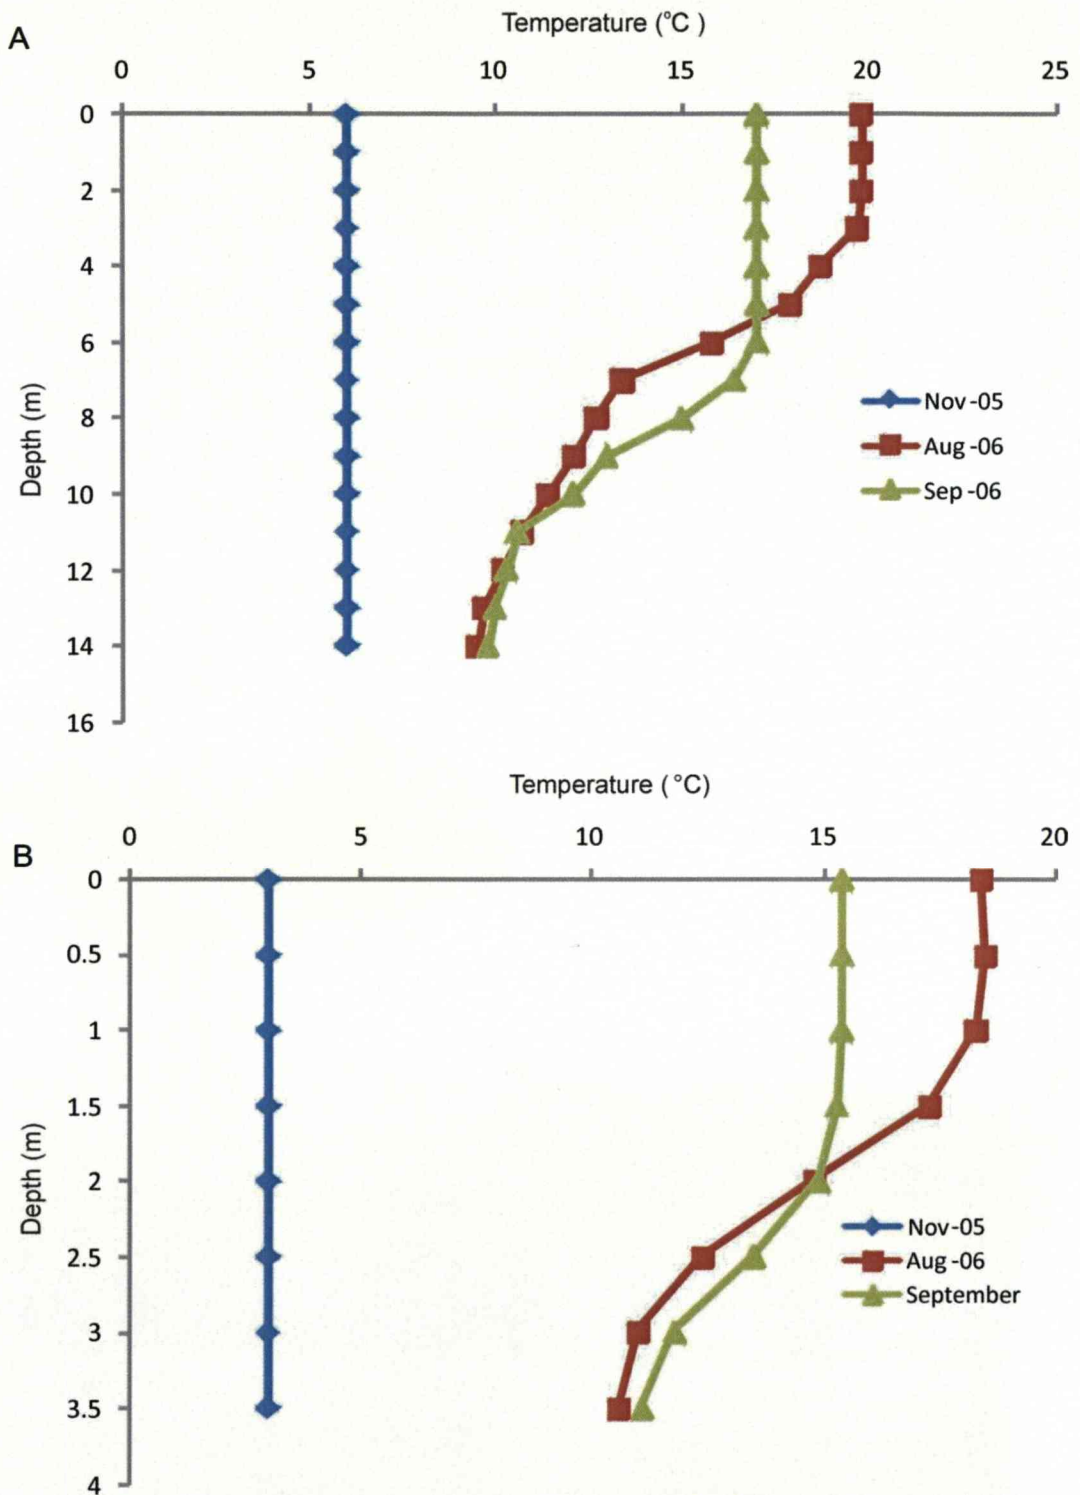 Temperature (°C )
A
0 5 10 15 20 25
0
2
4
6
8
10
12
14
16
Depth (m)
Nov-05
Aug-06
Sep-06
Temperature (°C)
B
0 5 10 15 20
0
0.5
1
1.5
2
2.5
3
3.5
4
Depth (m)
Nov-05
Aug-06
September